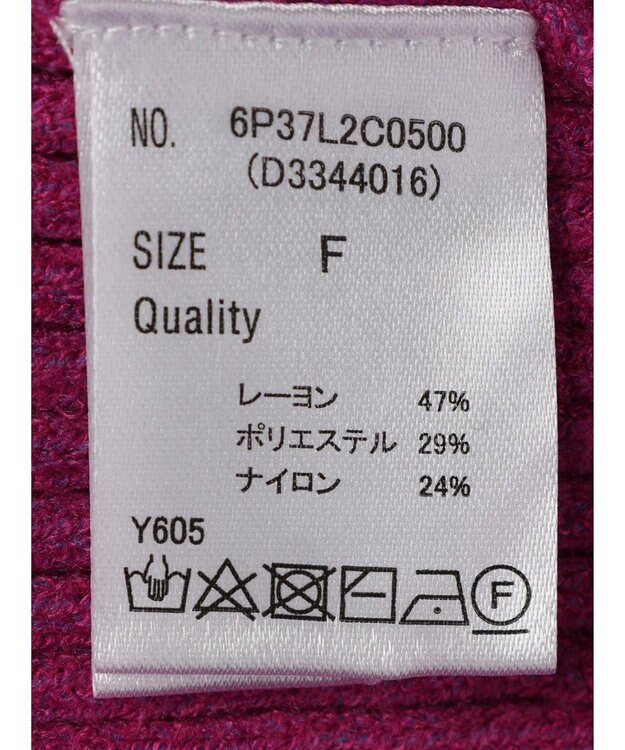 NO. 6P37L2C0500
(D3344016)
SIZE F
Quality
レーヨン 47%
ポリエステル 29%
ナイロン 24%
Y605
F